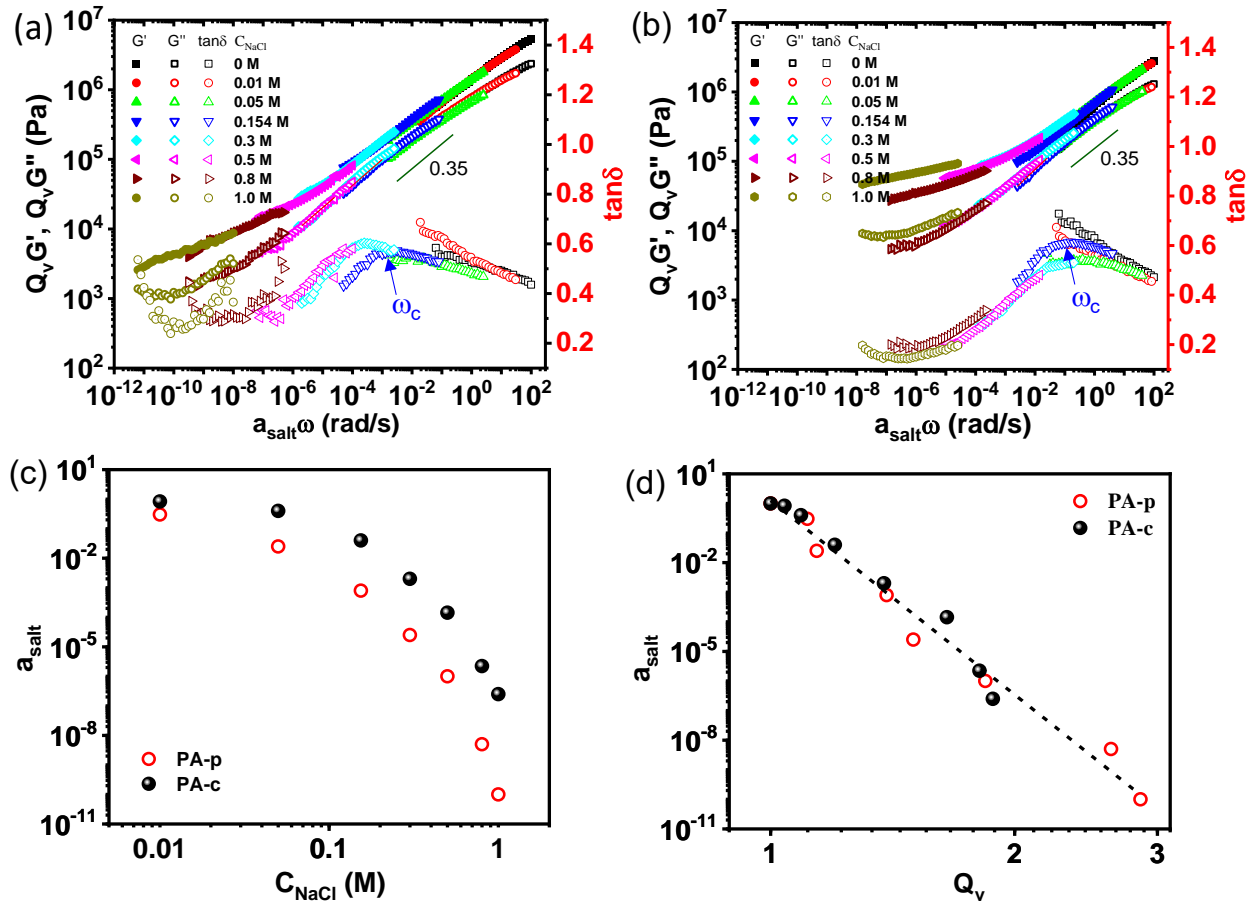 (a)
G' G'' tanδ C_NaCl
0 M
0.01 M
0.05 M
0.154 M
0.3 M
0.5 M
0.8 M
1.0 M
0.35
ω_c
10^7
10^6
10^5
10^4
10^3
10^2
Q_vG', Q_vG'' (Pa)
1.4
1.2
1.0
0.8
0.6
0.4
0.2
tanδ
10^-12 10^-10 10^-8 10^-6 10^-4 10^-2 10^0 10^2
a_saltω (rad/s)
(b)
G' G'' tanδ C_NaCl
0 M
0.01 M
0.05 M
0.154 M
0.3 M
0.5 M
0.8 M
1.0 M
0.35
ω_c
10^7
10^6
10^5
10^4
10^3
10^2
Q_vG', Q_vG'' (Pa)
1.4
1.2
1.0
0.8
0.6
0.4
0.2
tanδ
10^-12 10^-10 10^-8 10^-6 10^-4 10^-2 10^0 10^2
a_saltω (rad/s)
(c)
10^1
10^-2
10^-5
10^-8
10^-11
a_salt
PA-p
PA-c
0.01 0.1 1
C_NaCl (M)
(d)
10^1
10^-2
10^-5
10^-8
10^-11
a_salt
PA-p
PA-c
1 2 3
Q_v